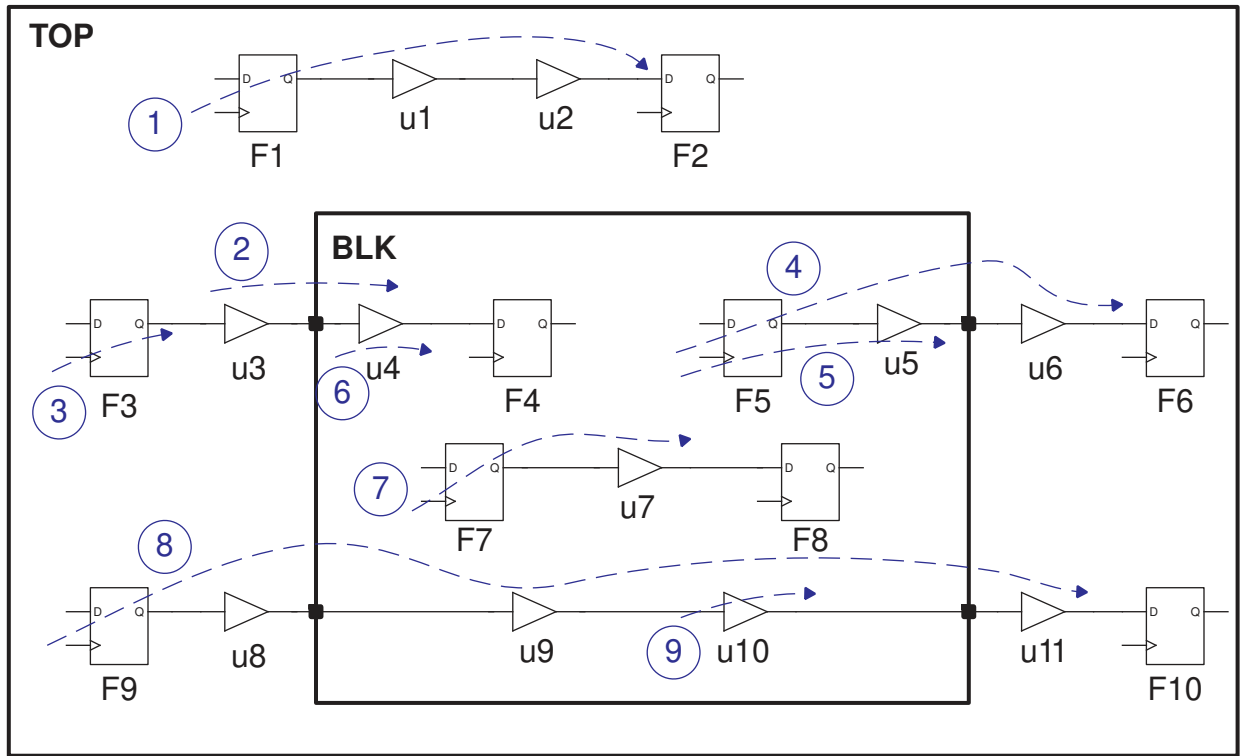 TOP
D Q D Q
1 u1 u2
F1 F2
2 BLK 4
D Q D Q D Q D Q
u3 u4 u5 u6
3 F3 6 F4 F5 5 F6
D Q D Q
7 u7
F7 F8
8
D Q D Q
u8 u9 9 u10 u11
F9 F10